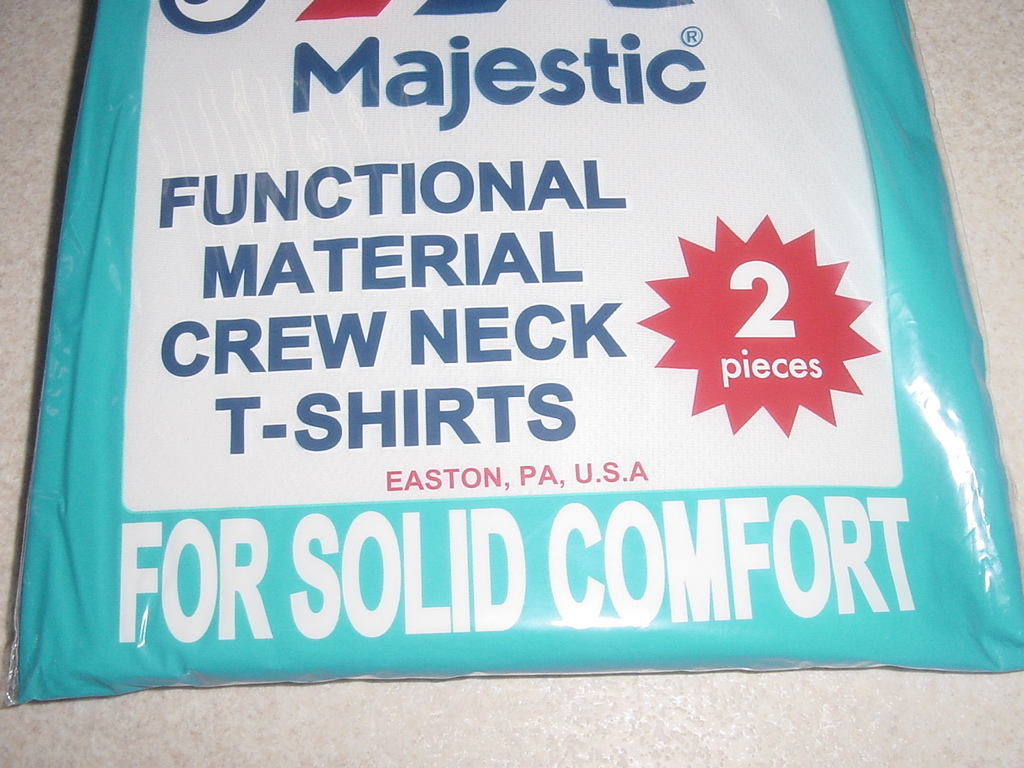 Majestic®
FUNCTIONAL
MATERIAL
CREW NECK
T-SHIRTS
2
pieces
EASTON, PA, U.S.A
FOR SOLID COMFORT